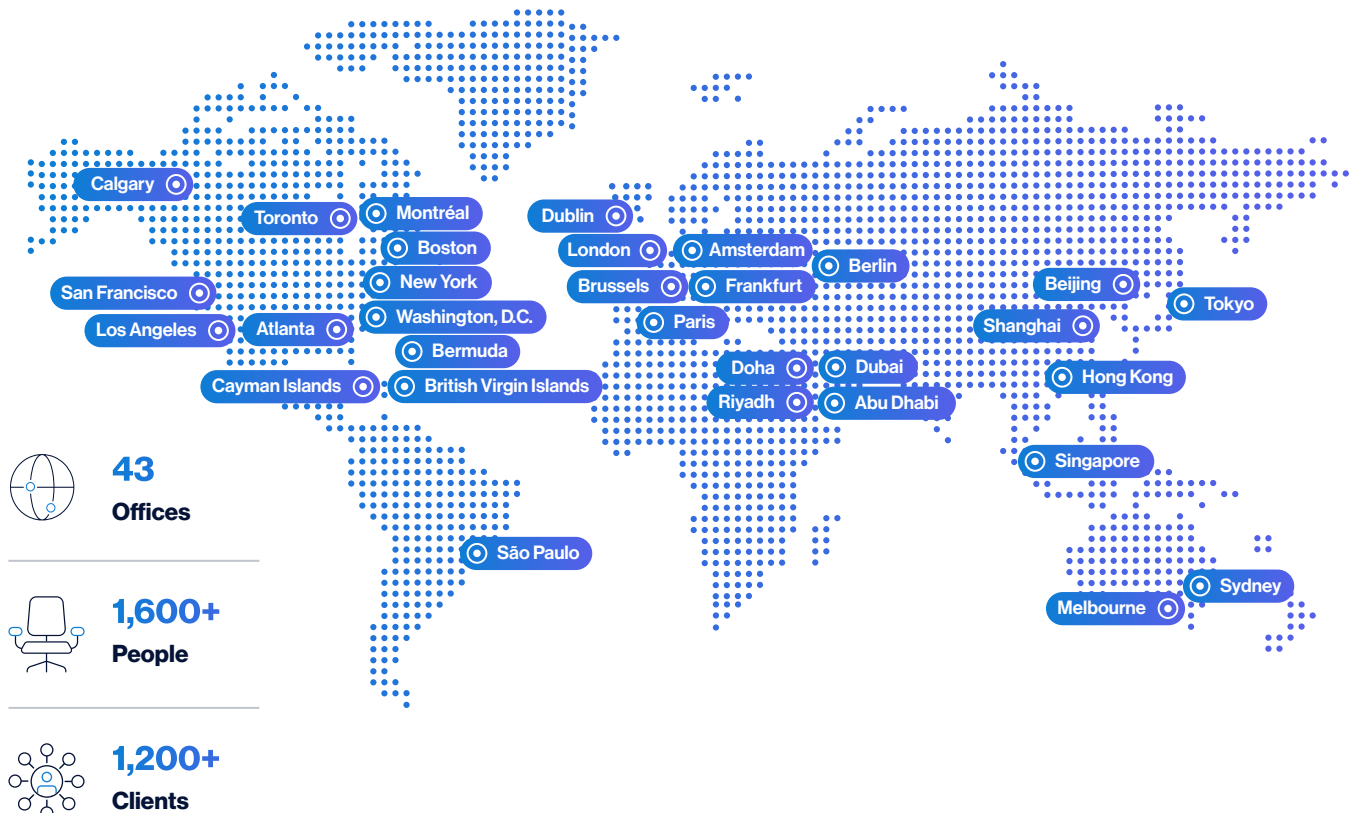 Calgary
Toronto
Montréal
Boston
New York
San Francisco
Los Angeles
Atlanta
Washington, D.C.
Bermuda
Cayman Islands
British Virgin Islands
São Paulo
Dublin
London
Amsterdam
Berlin
Brussels
Frankfurt
Paris
Doha
Dubai
Riyadh
Abu Dhabi
Beijing
Tokyo
Shanghai
Hong Kong
Singapore
Sydney
Melbourne
43
Offices
1,600+
People
1,200+
Clients